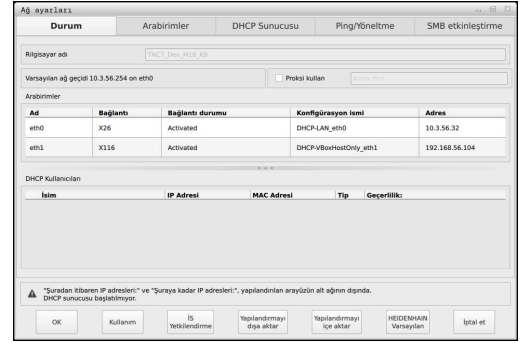 Ağ ayarları
Durum
Arabirimler
DHCP Sunucusu
Ping/Yöneltme
SMB etkinleştirme
Rilgisayar adı
TNC7_Dev_M18_KB
Varsayılan ağ geçidi 10.3.56.254 on eth0
Proksi kullan
Arabirimler
Ad Bağlantı Bağlantı durumu Konfigürasyon ismi Adres
eth0 X26 Activated DHCP-LAN_eth0 10.3.56.32
eth1 X116 Activated DHCP-VBoxHostOnly_eth1 192.168.56.104
DHCP Kullanıcıları
İsim IP Adresi MAC Adresi Tip Geçerlilik:
"Şuradan itibaren IP adresleri:" ve "Şuraya kadar IP adresleri:", yapılandırılan arayüzün alt ağının dışında.
DHCP sunucusu başlatılmıyor.
OK
Kullanım
İS
Yetkilendirme
Yapılandırmayı
dışa aktar
Yapılandırmayı
içe aktar
HEIDENHAIN
Varsayılan
İptal et